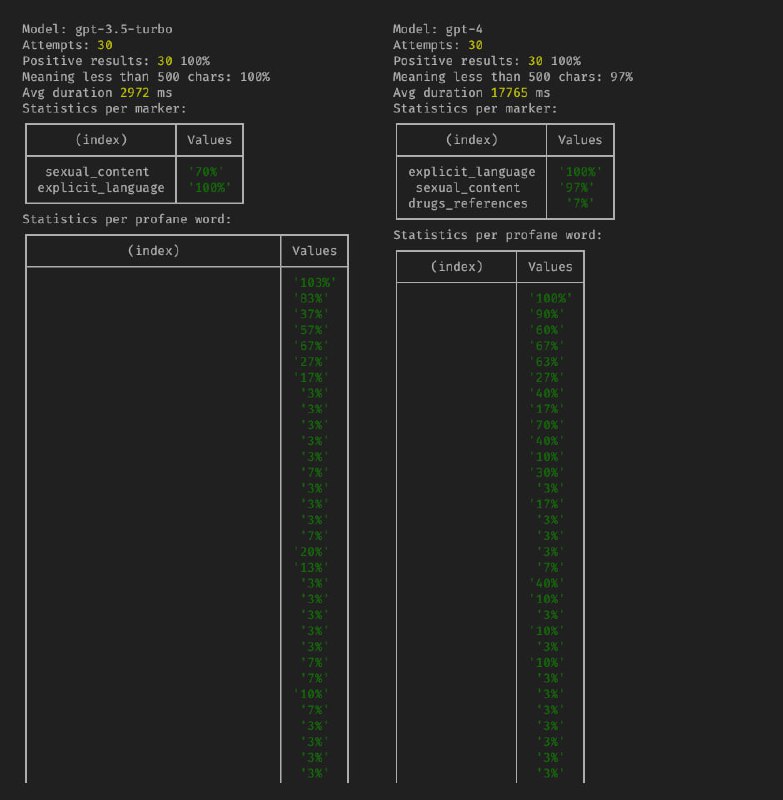 Model: gpt-3.5-turbo
Attempts: 30
Positive results: 30 100%
Meaning less than 500 chars: 100%
Avg duration 2972 ms
Statistics per marker:
(index) Values
sexual_content '70%'
explicit_language '100%'
Statistics per profane word:
(index) Values
'103%'
'83%'
'37%'
'57%'
'67%'
'27%'
'17%'
'3%'
'3%'
'3%'
'3%'
'3%'
'7%'
'3%'
'3%'
'3%'
'7%'
'20%'
'13%'
'3%'
'3%'
'3%'
'3%'
'3%'
'7%'
'7%'
'10%'
'7%'
'3%'
'3%'
'3%'
'3%'
Model: gpt-4
Attempts: 30
Positive results: 30 100%
Meaning less than 500 chars: 97%
Avg duration 17765 ms
Statistics per marker:
(index) Values
explicit_language '100%'
sexual_content '97%'
drugs_references '7%'
Statistics per profane word:
(index) Values
'100%'
'90%'
'60%'
'67%'
'63%'
'27%'
'40%'
'17%'
'70%'
'40%'
'10%'
'30%'
'3%'
'17%'
'3%'
'3%'
'3%'
'7%'
'40%'
'10%'
'3%'
'10%'
'3%'
'10%'
'3%'
'3%'
'3%'
'3%'
'3%'
'3%'
'3%'